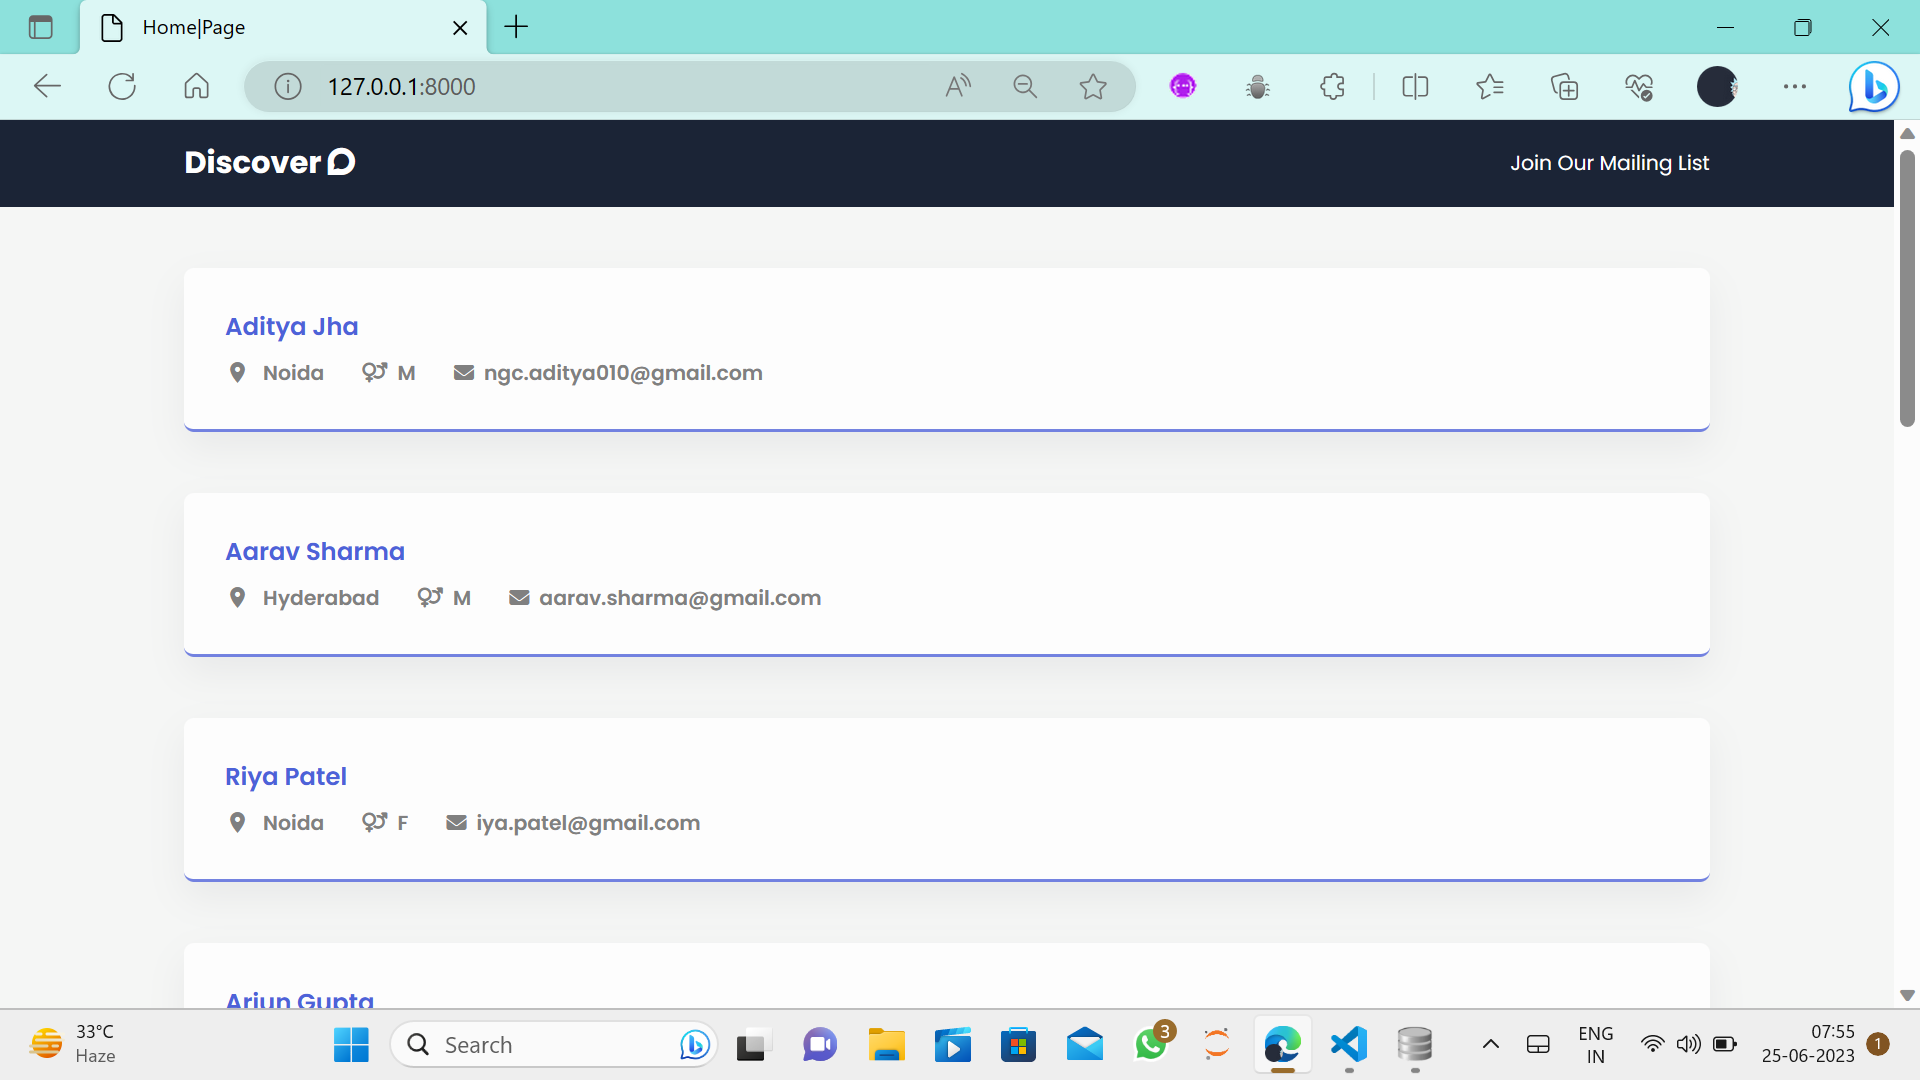 Home|Page
127.0.0.1:8000
Discover
Join Our Mailing List
Aditya Jha
Noida M ngc.aditya010@gmail.com
Aarav Sharma
Hyderabad M aarav.sharma@gmail.com
Riya Patel
Noida F iya.patel@gmail.com
Arjun Gupta
33°C
Haze
Search
3
ENG
IN
07:55
25-06-2023
1